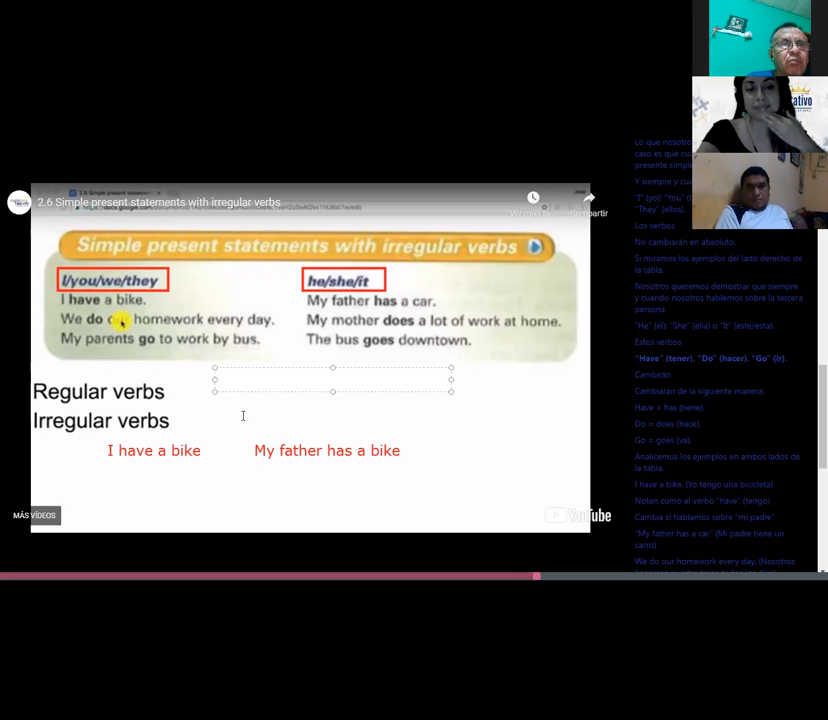 ativo
2.6 Simple present statements with irregular verbs
Compartir
Simple present statements with irregular verbs
I/you/we/they
I have a bike.
We do our homework every day.
My parents go to work by bus.
he/she/it
My father has a car.
My mother does a lot of work at home.
The bus goes downtown.
Regular verbs
Irregular verbs
I have a bike
My father has a bike
MÁS VÍDEOS
YouTube
Lo que nosotro
caso es que cu
presente simple
Y siempre y cu
"I" (yo): "You" (t
"They" (ellos).
Los verbos
No cambiarán en absoluto.
Si miramos los ejemplos del lado derecho de
la tabla.
Nosotros queremos demostrar que siempre
y cuando nosotros hablemos sobre la tercera
persona
"He" (él): "She" (ella) o "It" (este/esta).
Estos verbos
"Have" (tener). "Do" (hacer). "Go" (ir).
Cambirán
Cambiaran de la siguiente manera:
Have = has (tiene).
Do = does (hace).
Go = goes (va).
Analicemos los ejemplos en ambos lados de
la tabla.
I have a bike. (Yo tengo una bicicleta)
Noten como el verbo "have" (tengo)
Cambia si hablamos sobre "mi padre"
"My father has a car" (Mi padre tiene un
carro)
We do our homework every day. (Nosotros